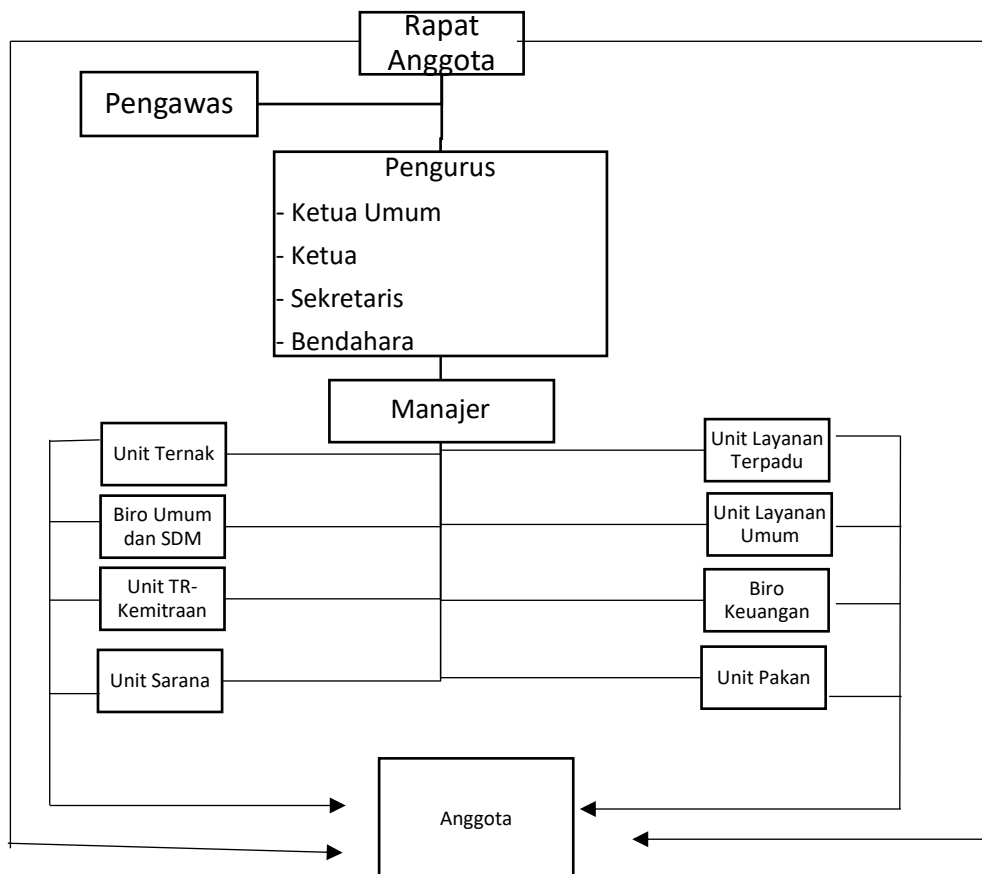 Rapat
Anggota
Pengawas
Pengurus
- Ketua Umum
- Ketua
- Sekretaris
- Bendahara
Manajer
Unit Ternak
Unit Layanan
Terpadu
Biro Umum
dan SDM
Unit Layanan
Umum
Unit TR-
Kemitraan
Biro
Keuangan
Unit Sarana
Unit Pakan
Anggota